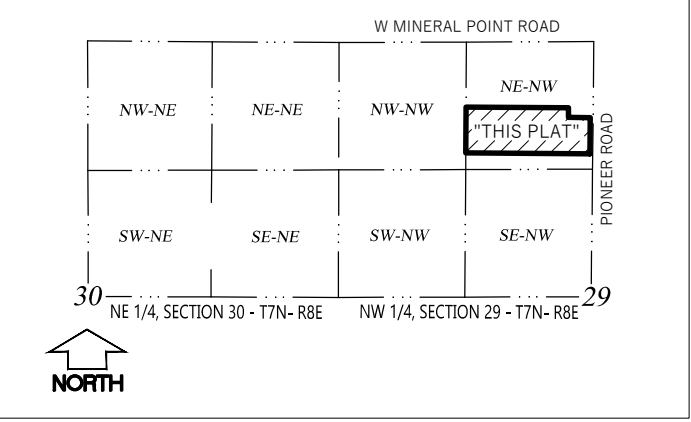 W MINERAL POINT ROAD
NE-NW
NW-NE
NE-NE
NW-NW
"THIS PLAT"
PIONEER ROAD
SW-NE
SE-NE
SW-NW
SE-NW
30
29
NE 1/4, SECTION 30 - T7N- R8E
NW 1/4, SECTION 29 - T7N- R8E
NORTH